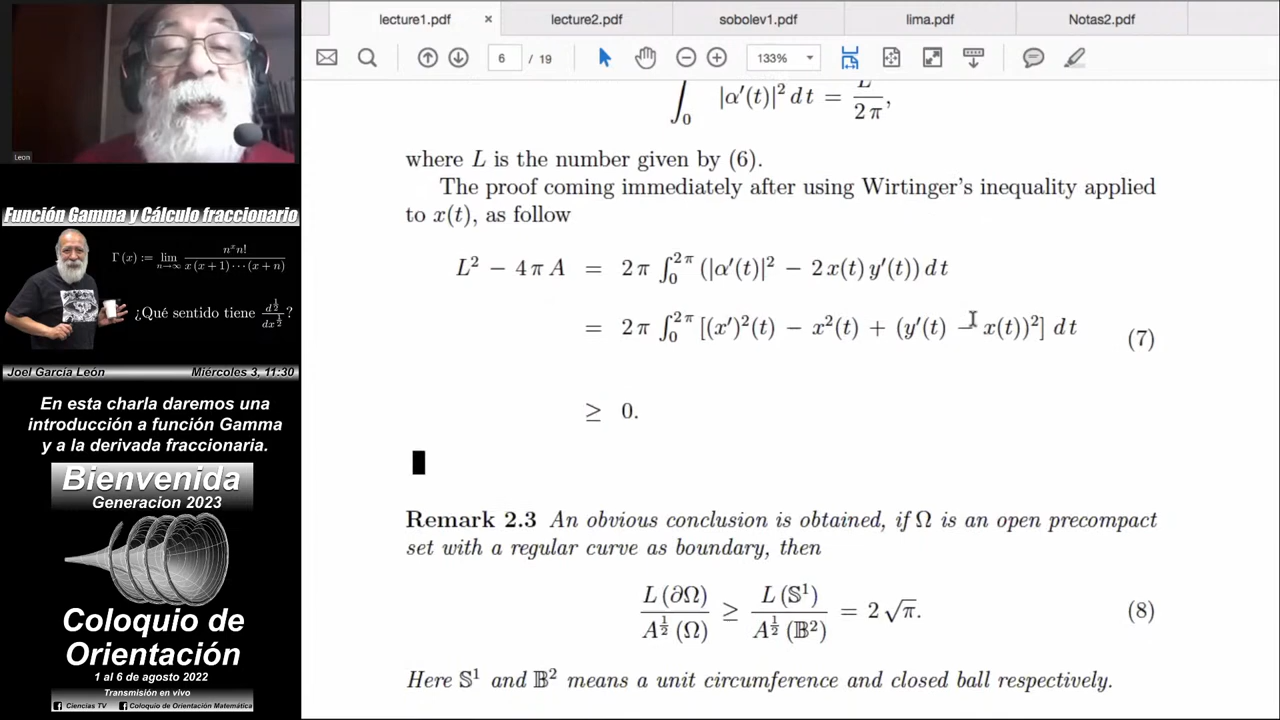 lecture1.pdf × lecture2.pdf sobolev1.pdf lima.pdf Notas2.pdf
6 / 19 133%
Leon
∫₀ |α′(t)|² dt = L / 2π,
where L is the number given by (6).
The proof coming immediately after using Wirtinger's inequality applied
to x(t), as follow
L² − 4π A = 2π ∫₀^{2π} (|α′(t)|² − 2x(t) y′(t)) dt
= 2π ∫₀^{2π} [(x′)²(t) − x²(t) + (y′(t) − x(t))²] dt
(7)
≥ 0.
Remark 2.3 An obvious conclusion is obtained, if Ω is an open precompact
set with a regular curve as boundary, then
L(∂Ω) / A^{1/2}(Ω) ≥ L(𝕊¹) / A^{1/2}(𝔹²) = 2√π. (8)
Here 𝕊¹ and 𝔹² means a unit circumference and closed ball respectively.
Función Gamma y Cálculo fraccionario
Γ(x) := lim_{n→∞} n^x n! / x(x+1)···(x+n)
¿Qué sentido tiene d^{1/2}/dx^{1/2}?
Joel García León Miércoles 3, 11:30
En esta charla daremos una
introducción a función Gamma
y a la derivada fraccionaria.
Bienvenida
Generacion 2023
Coloquio de
Orientación
1 al 6 de agosto 2022
Transmisión en vivo
Ciencias TV Coloquio de Orientación Matemática